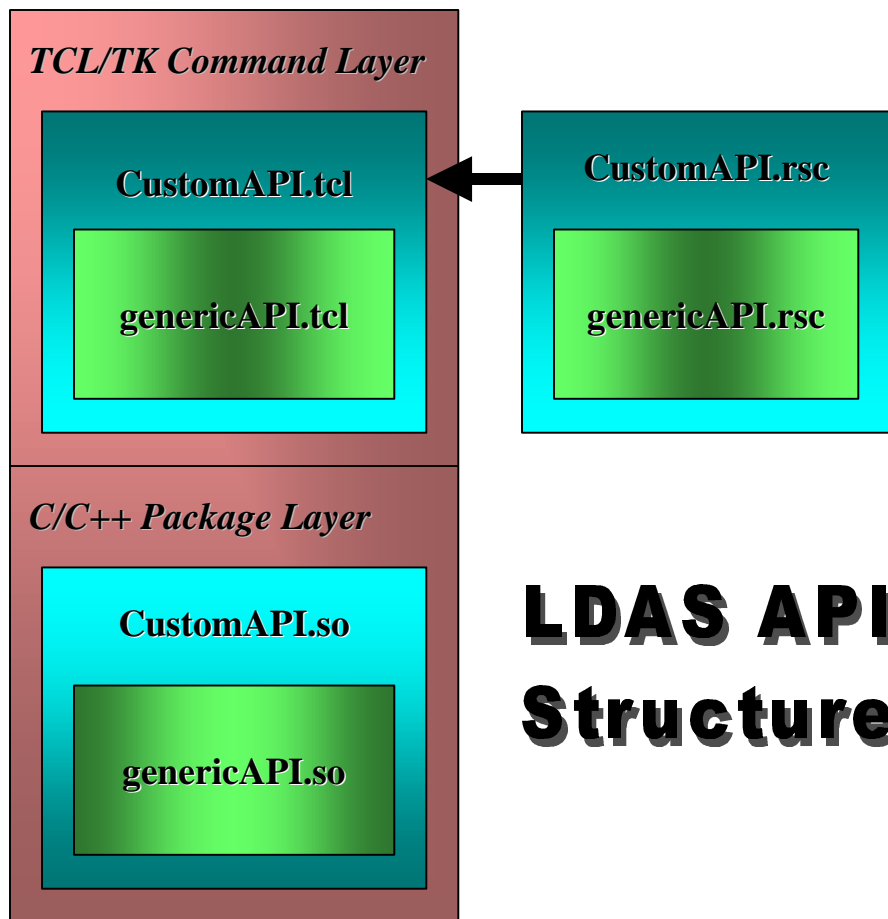 TCL/TK Command Layer
CustomAPI.tcl
genericAPI.tcl
CustomAPI.rsc
genericAPI.rsc
C/C++ Package Layer
CustomAPI.so
genericAPI.so
LDAS API
Structure